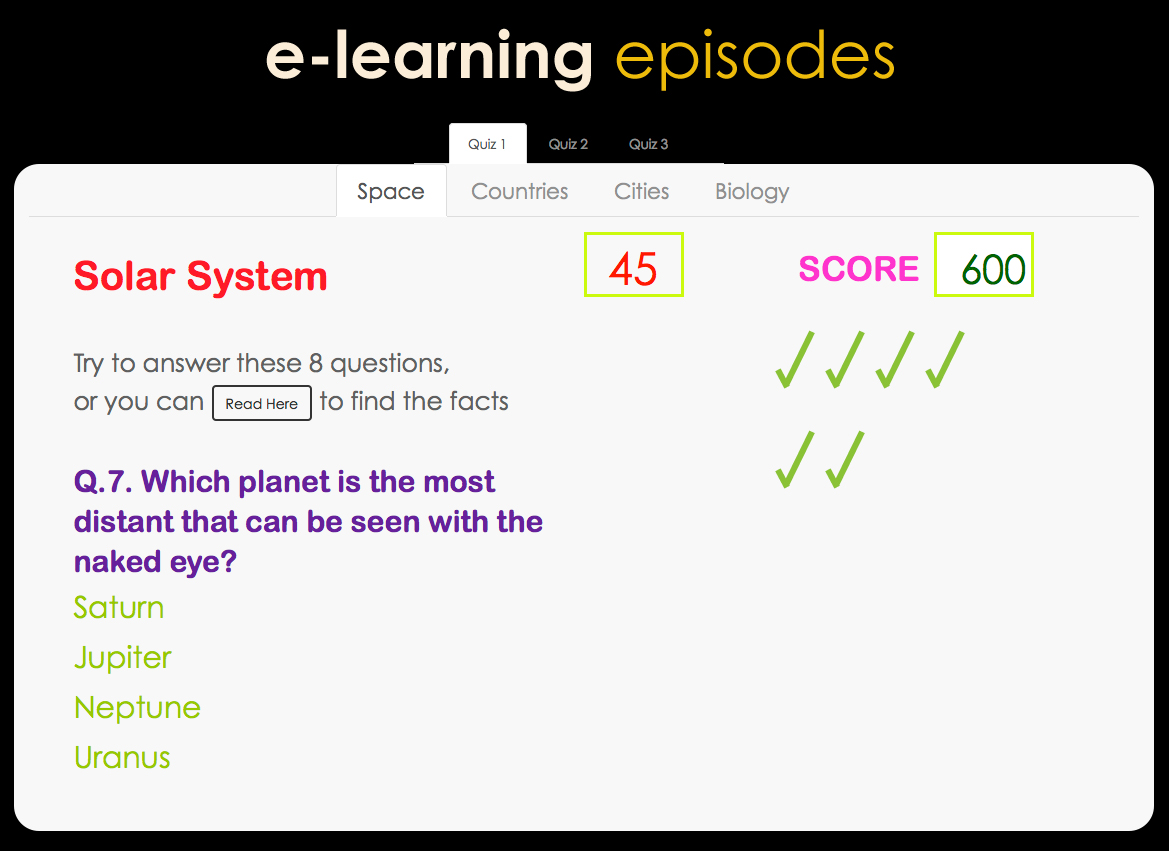 e-learning episodes
Quiz 1 Quiz 2 Quiz 3
Space Countries Cities Biology
Solar System
45
SCORE 600
Try to answer these 8 questions,
or you can Read Here to find the facts
Q.7. Which planet is the most
distant that can be seen with the
naked eye?
Saturn
Jupiter
Neptune
Uranus